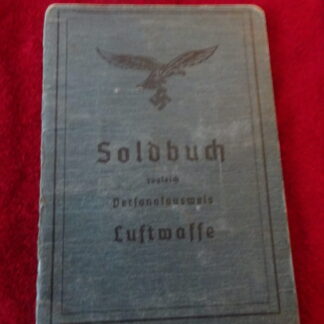 Soldbuch
zugleich
Personalausweis
Luftwaffe